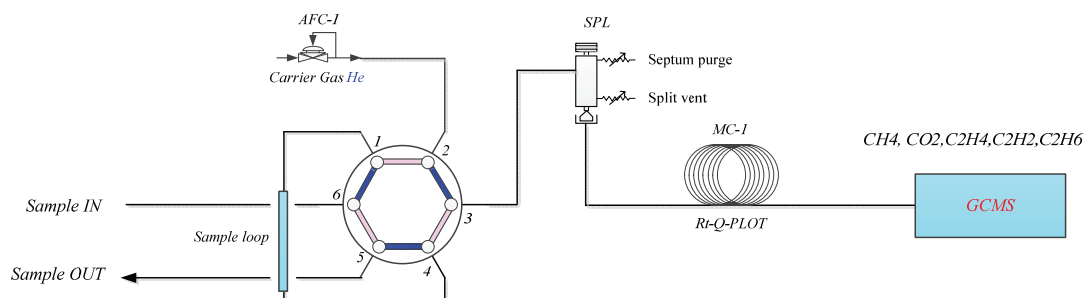 AFC-1
Carrier Gas He
SPL
Septum purge
Split vent
MC-1
Rt-Q-PLOT
CH4, CO2,C2H4,C2H2,C2H6
GCMS
Sample IN
Sample loop
Sample OUT
1
2
3
4
5
6